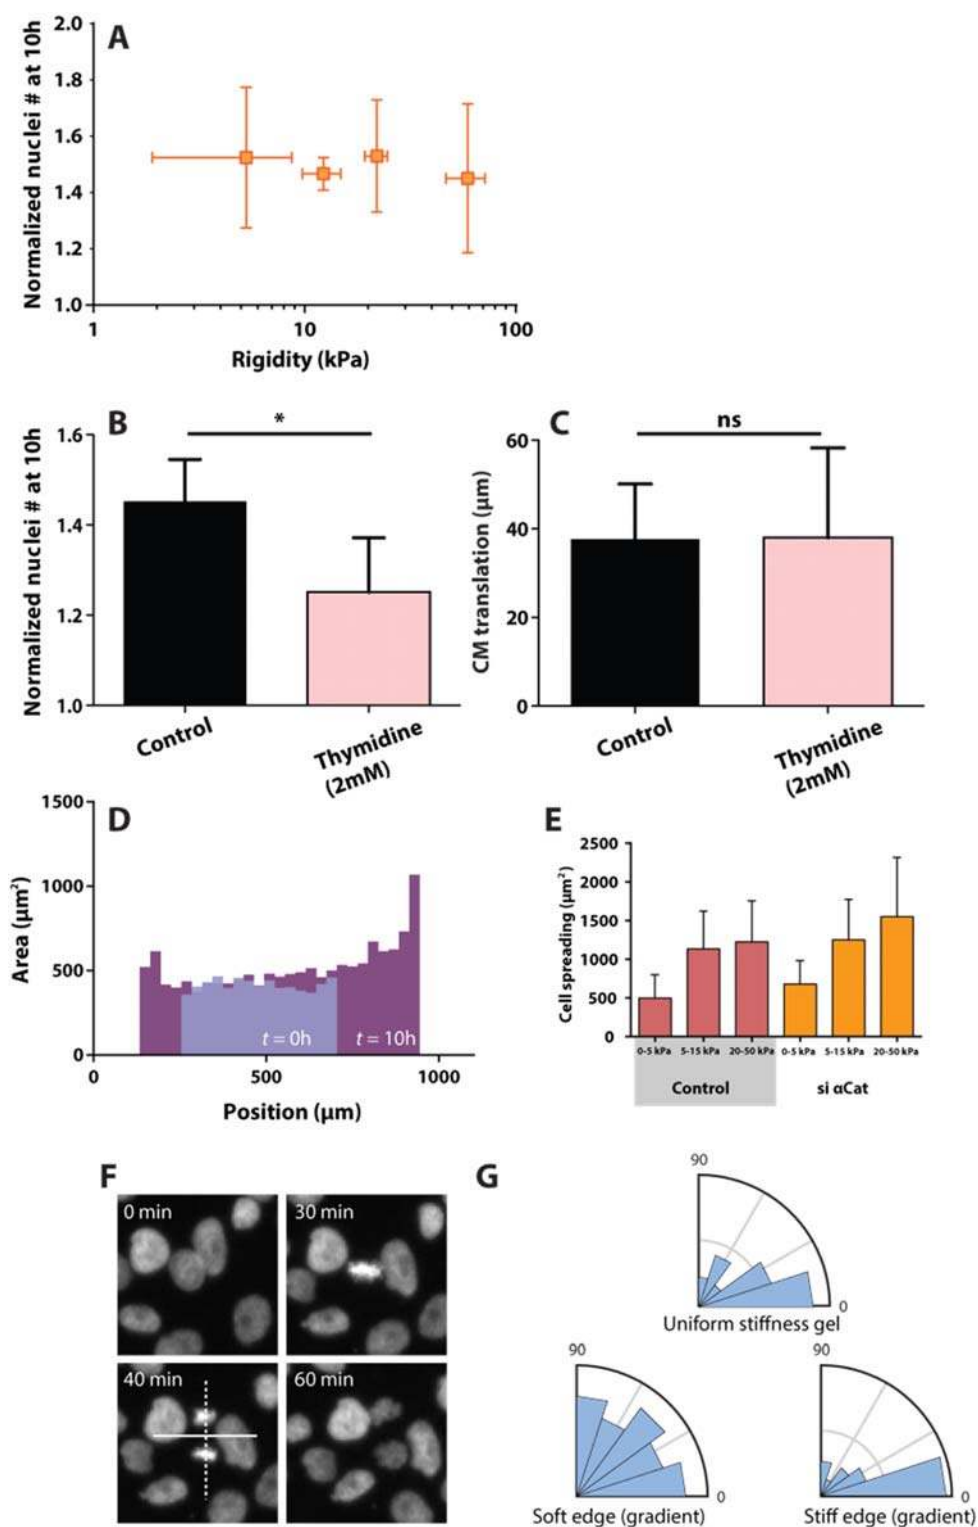 A
Normalized nuclei # at 10h
2.0
1.8
1.6
1.4
1.2
1.0
1
10
100
Rigidity (kPa)
B
*
Normalized nuclei # at 10h
1.6
1.4
1.2
1.0
Control
Thymidine
(2mM)
C
ns
CM translation (µm)
60
40
20
0
Control
Thymidine
(2mM)
D
Area (µm²)
1500
1000
500
0
t = 0h
t = 10h
0
500
1000
Position (µm)
E
Cell spreading (µm²)
2500
2000
1500
1000
500
0
0-5 kPa 5-15 kPa 20-50 kPa 0-5 kPa 5-15 kPa 20-50 kPa
Control
si αCat
F
0 min
30 min
40 min
60 min
G
90
0
Uniform stiffness gel
90
0
Soft edge (gradient)
90
0
Stiff edge (gradient)